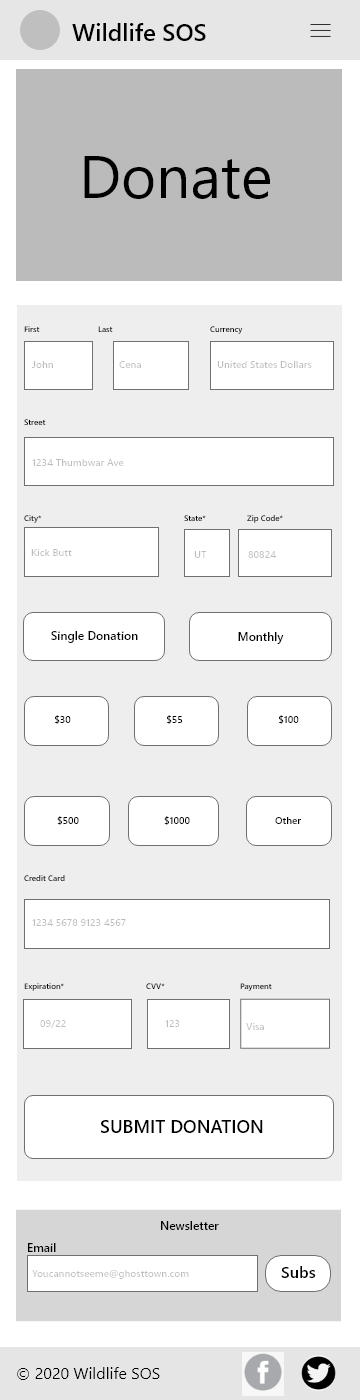 Wildlife SOS
Donate
First Last Currency
John Cena United States Dollars
Street
1234 Thumbwar Ave
City* State* Zip Code*
Kick Butt UT 80824
Single Donation Monthly
$30 $55 $100
$500 $1000 Other
Credit Card
1234 5678 9123 4567
Expiration* CVV* Payment
09/22 123 Visa
SUBMIT DONATION
Newsletter
Email
Youcannotseeme@ghosttown.com Subs
© 2020 Wildlife SOS